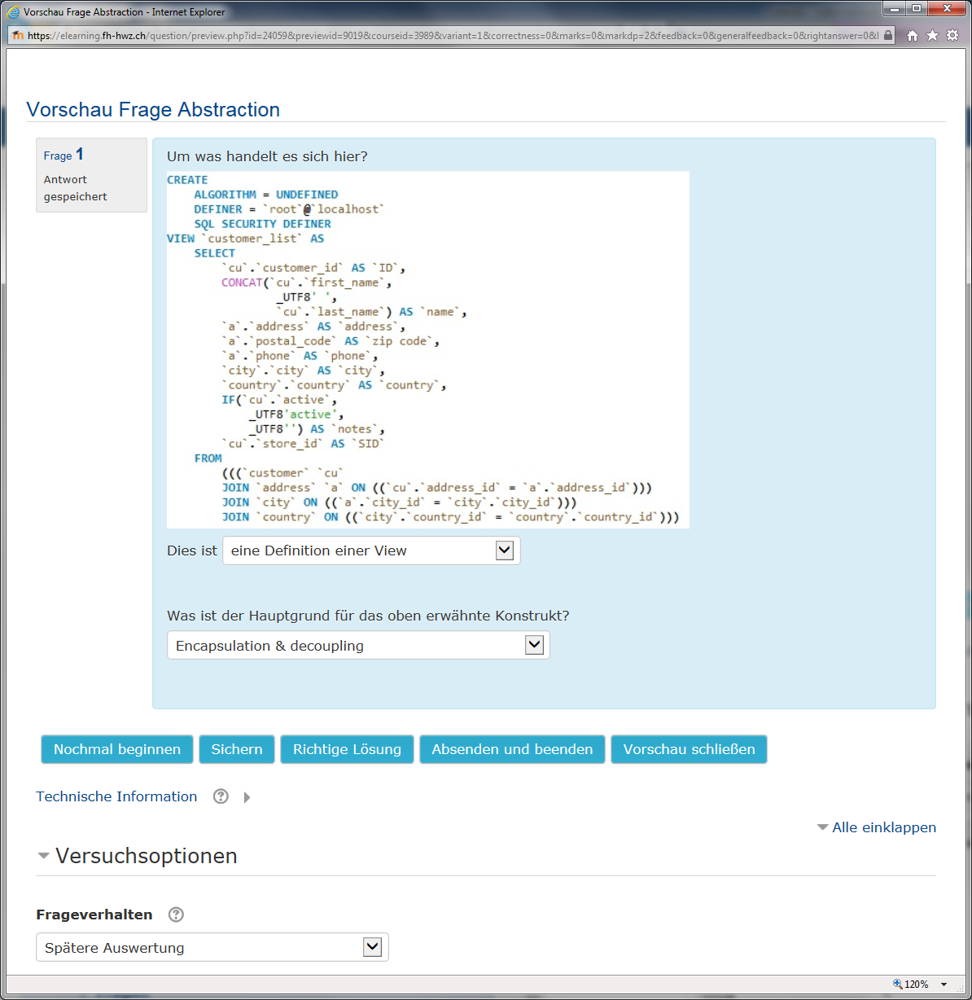 Vorschau Frage Abstraction - Internet Explorer
https://elearning.fh-hwz.ch/question/preview.php?id=24059&previewid=9019&courseid=3989&variant=1&correctness=0&marks=0&markdp=2&feedback=0&generalfeedback=0&rightanswer=0&
Vorschau Frage Abstraction
Frage 1
Antwort
gespeichert
Um was handelt es sich hier?
CREATE
ALGORITHM = UNDEFINED
DEFINER = `root`@`localhost`
SQL SECURITY DEFINER
VIEW `customer_list` AS
SELECT
`cu`.`customer_id` AS `ID`,
CONCAT(`cu`.`first_name`,
_UTF8' ',
`cu`.`last_name`) AS `name`,
`a`.`address` AS `address`,
`a`.`postal_code` AS `zip code`,
`a`.`phone` AS `phone`,
`city`.`city` AS `city`,
`country`.`country` AS `country`,
IF(`cu`.`active`,
_UTF8'active',
_UTF8'') AS `notes`,
`cu`.`store_id` AS `SID`
FROM
(((`customer` `cu`
JOIN `address` `a` ON ((`cu`.`address_id` = `a`.`address_id`)))
JOIN `city` ON ((`a`.`city_id` = `city`.`city_id`)))
JOIN `country` ON ((`city`.`country_id` = `country`.`country_id`)))
Dies ist eine Definition einer View
Was ist der Hauptgrund für das oben erwähnte Konstrukt?
Encapsulation & decoupling
Nochmal beginnen Sichern Richtige Lösung Absenden und beenden Vorschau schließen
Technische Information
Alle einklappen
Versuchsoptionen
Frageverhalten
Spätere Auswertung
120%